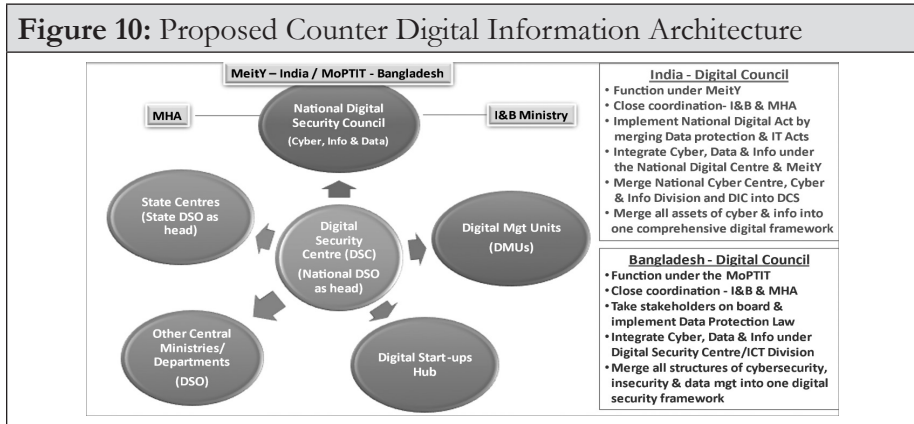 Figure 10: Proposed Counter Digital Information Architecture
MeitY – India / MoPTIT - Bangladesh
MHA
National Digital
Security Council
(Cyber, Info & Data)
I&B Ministry
State Centres
(State DSO as
head)
Digital
Security
Centre (DSC)
(National DSO
as head)
Digital Mgt Units
(DMUs)
Other Central
Ministries/
Departments
(DSO)
Digital Start-ups
Hub
India - Digital Council
• Function under MeitY
• Close coordination- I&B & MHA
• Implement National Digital Act by
merging Data protection & IT Acts
• Integrate Cyber, Data & Info under
the National Digital Centre & MeitY
• Merge National Cyber Centre, Cyber
& Info Division and DIC into DCS
• Merge all assets of cyber & info into
one comprehensive digital framework
Bangladesh - Digital Council
• Function under the MoPTIT
• Close coordination - I&B & MHA
• Take stakeholders on board &
implement Data Protection Law
• Integrate Cyber, Data & Info under
Digital Security Centre/ICT Division
• Merge all structures of cybersecurity,
insecurity & data mgt into one digital
security framework